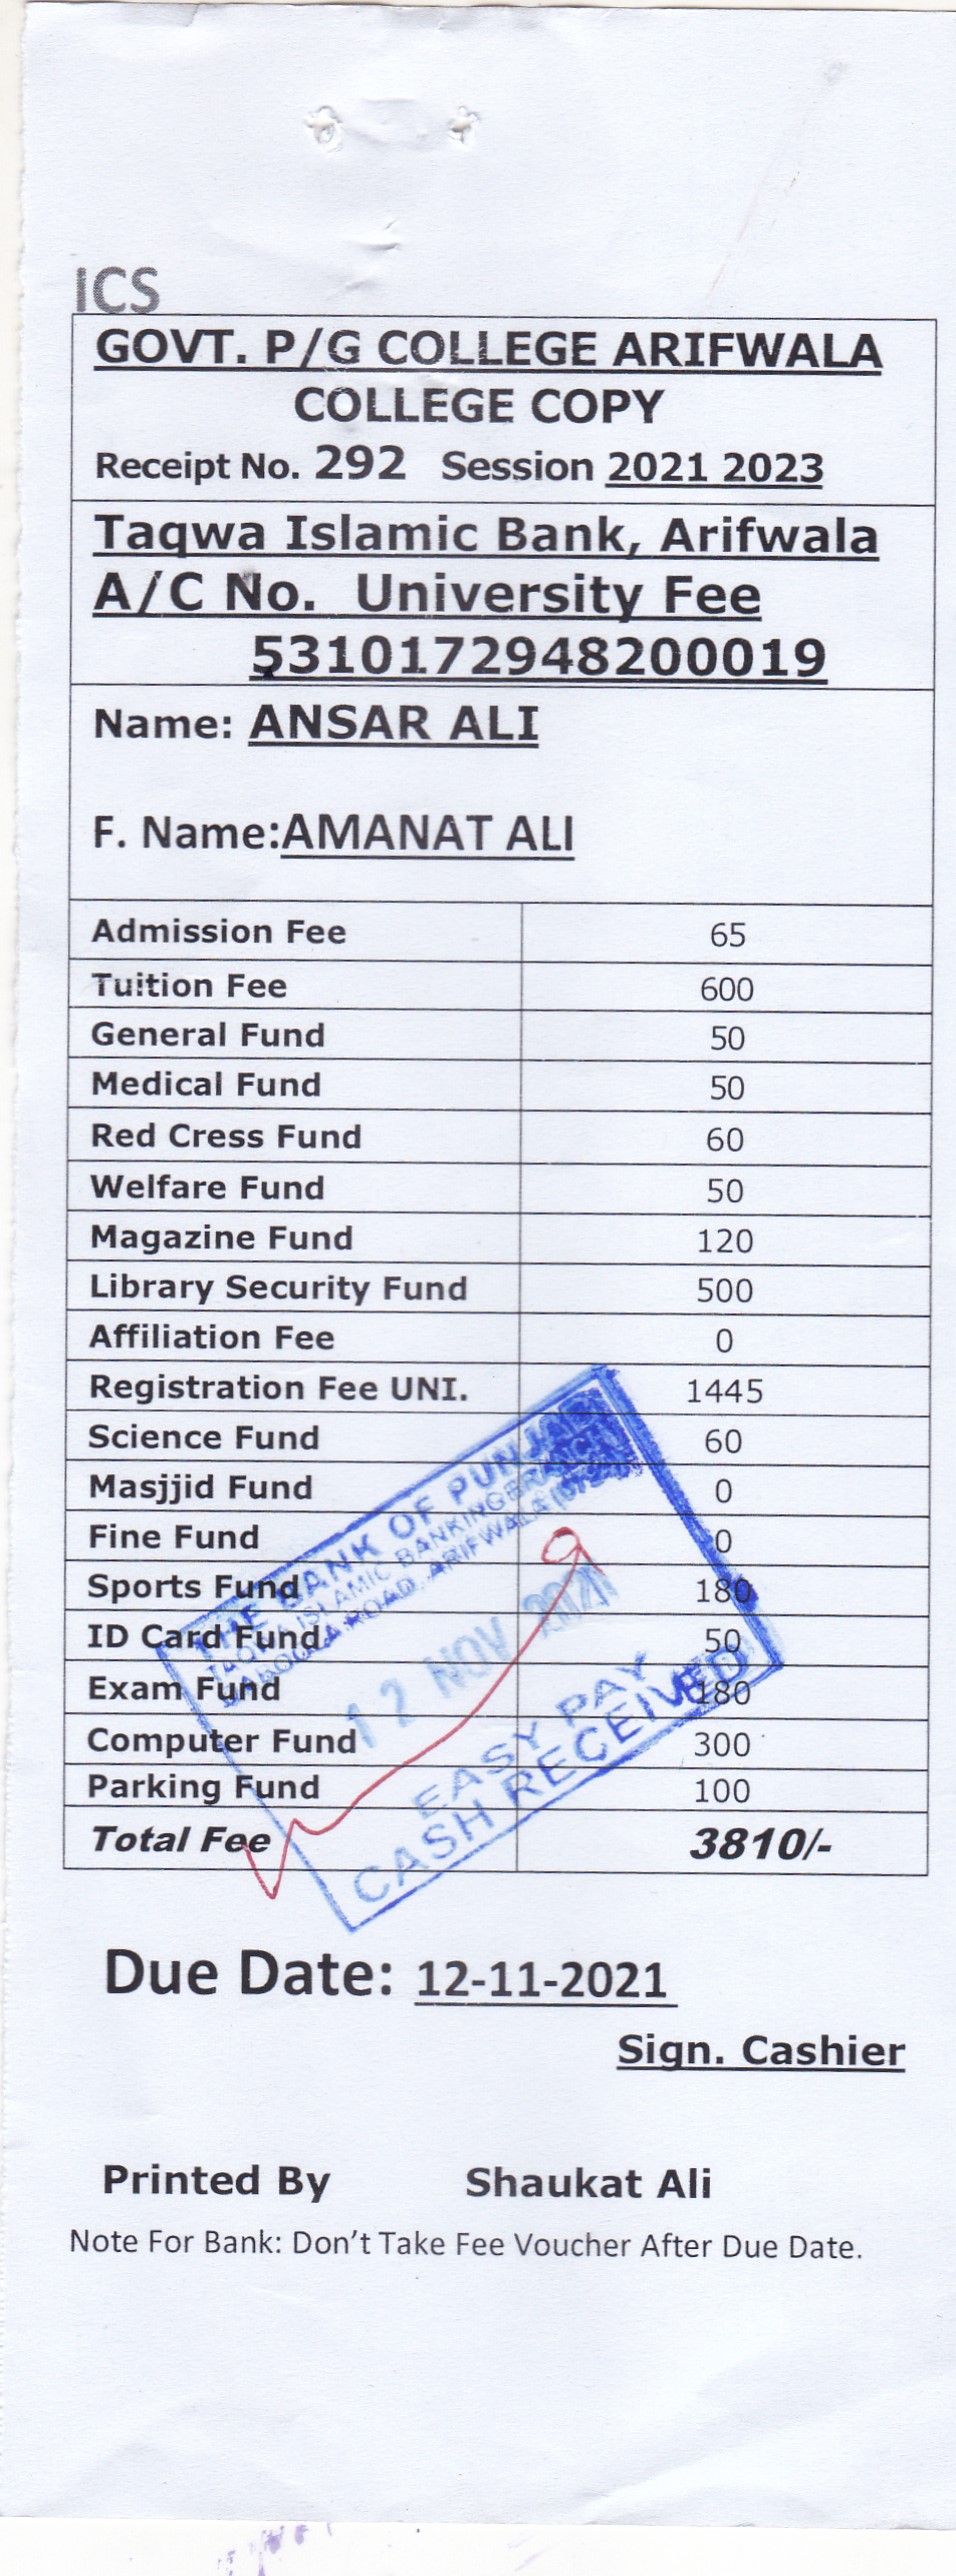 ICS
GOVT. P/G COLLEGE ARIFWALA
COLLEGE COPY
Receipt No. 292 Session 2021 2023
Taqwa Islamic Bank, Arifwala
A/C No. University Fee
5310172948200019
Name: ANSAR ALI
F. Name:AMANAT ALI
Admission Fee 65
Tuition Fee 600
General Fund 50
Medical Fund 50
Red Cress Fund 60
Welfare Fund 50
Magazine Fund 120
Library Security Fund 500
Affiliation Fee 0
Registration Fee UNI. 1445
Science Fund 60
Masjjid Fund 0
Fine Fund 0
Sports Fund 180
ID Card Fund 50
Exam Fund 180
Computer Fund 300
Parking Fund 100
Total Fee 3810/-
THE BANK OF PUNJAB
TAQWA ISLAMIC BANKING BRANCH
ROAD, ARIFWALA
12 NOV 2021
EASY PAY
CASH RECEIVED
Due Date: 12-11-2021
Sign. Cashier
Printed By Shaukat Ali
Note For Bank: Don't Take Fee Voucher After Due Date.